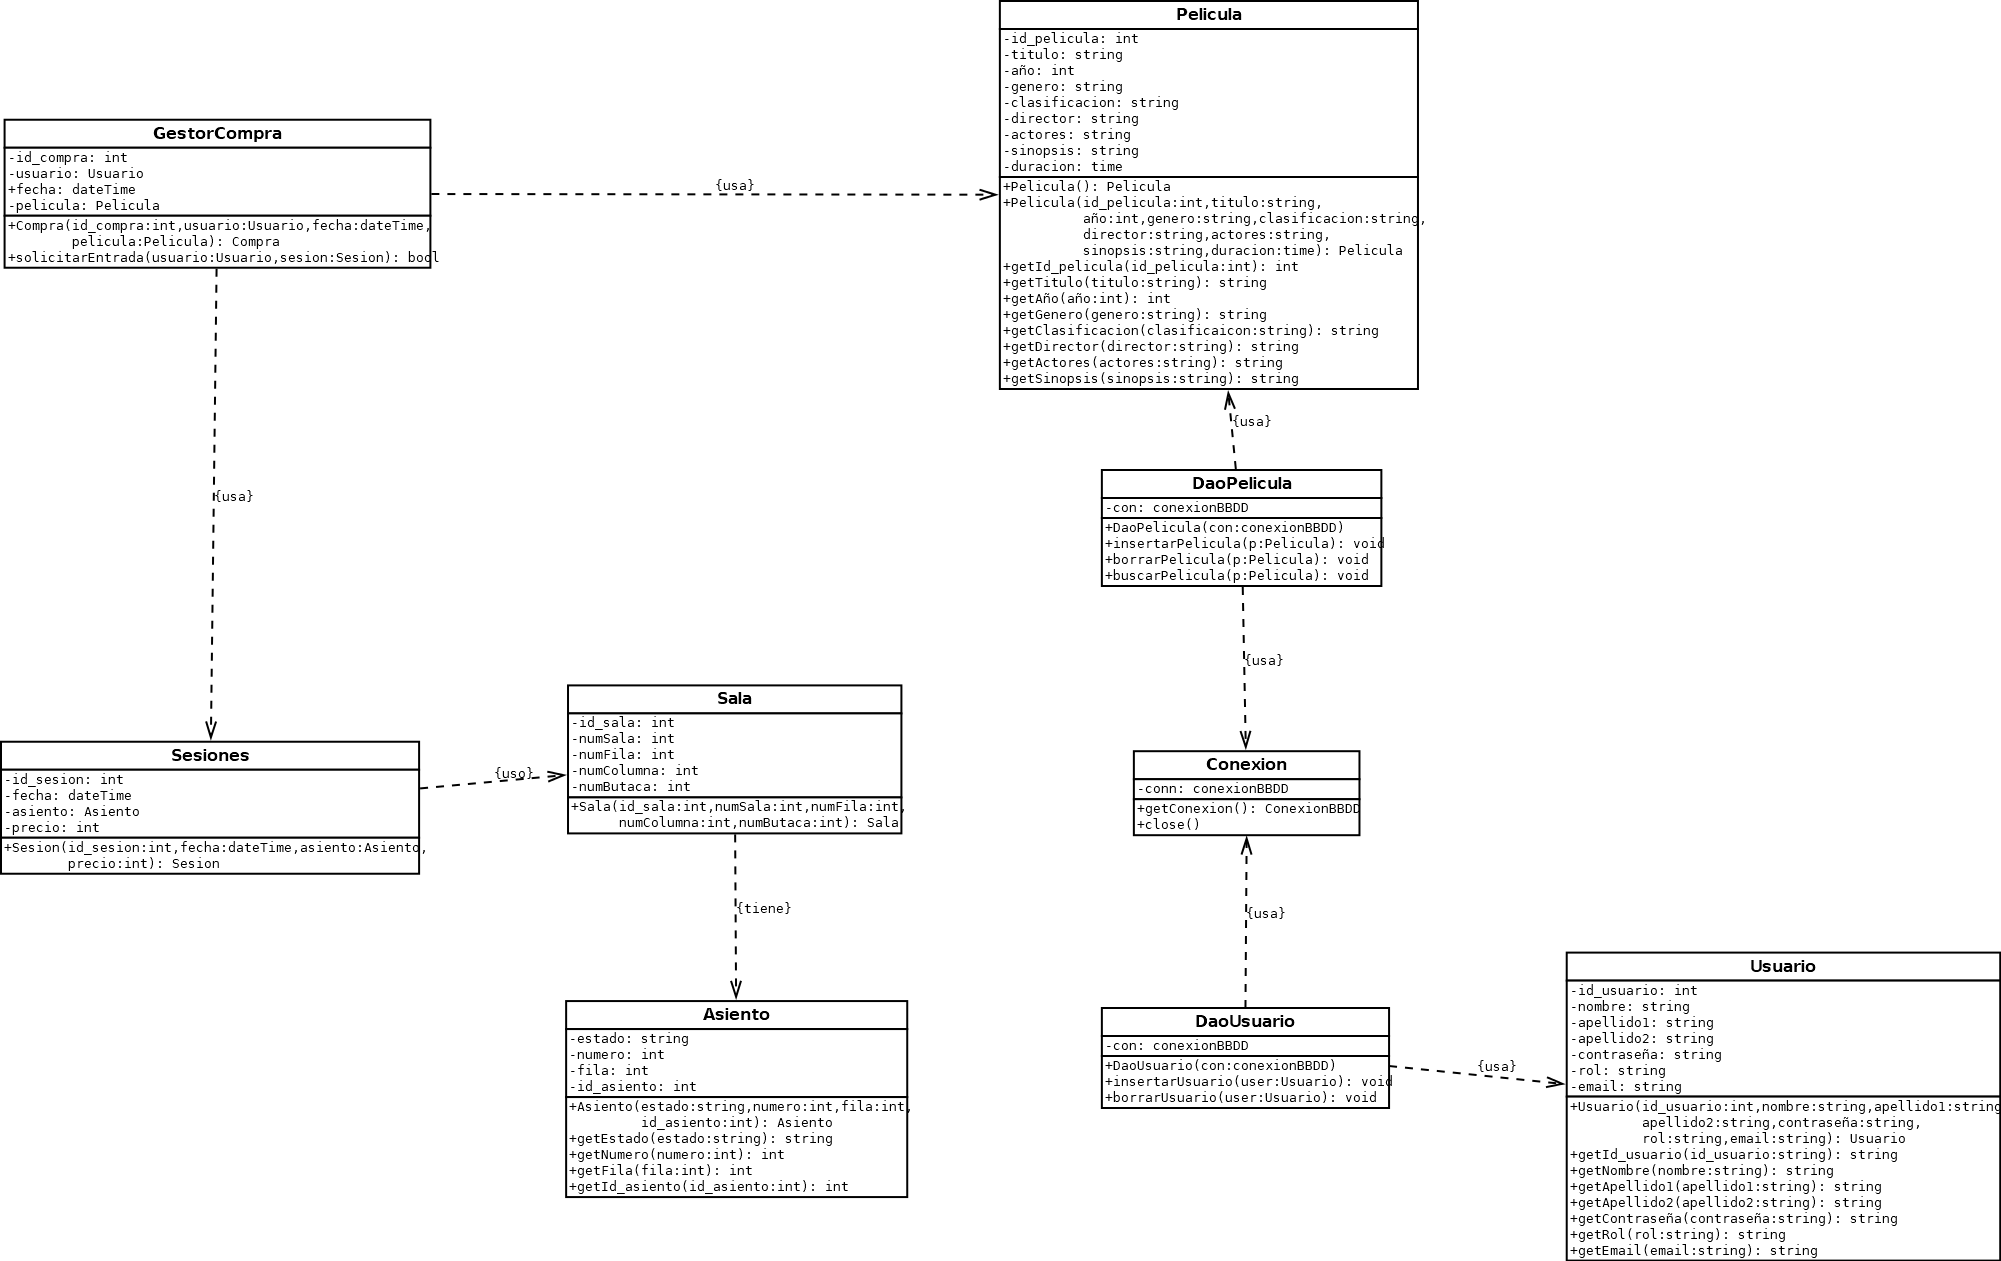 Pelicula
-id_pelicula: int
-titulo: string
-año: int
-genero: string
-clasificacion: string
-director: string
-actores: string
-sinopsis: string
-duracion: time
+Pelicula(): Pelicula
+Pelicula(id_pelicula:int,titulo:string,
año:int,genero:string,clasificacion:string,
director:string,actores:string,
sinopsis:string,duracion:time): Pelicula
+getId_pelicula(id_pelicula:int): int
+getTitulo(titulo:string): string
+getAño(año:int): int
+getGenero(genero:string): string
+getClasificacion(clasificaicon:string): string
+getDirector(director:string): string
+getActores(actores:string): string
+getSinopsis(sinopsis:string): string
GestorCompra
-id_compra: int
-usuario: Usuario
+fecha: dateTime
-pelicula: Pelicula
+Compra(id_compra:int,usuario:Usuario,fecha:dateTime,
pelicula:Pelicula): Compra
+solicitarEntrada(usuario:Usuario,sesion:Sesion): bool
{usa}
{usa}
{usa}
DaoPelicula
-con: conexionBBDD
+DaoPelicula(con:conexionBBDD)
+insertarPelicula(p:Pelicula): void
+borrarPelicula(p:Pelicula): void
+buscarPelicula(p:Pelicula): void
{usa}
Sesiones
-id_sesion: int
-fecha: dateTime
-asiento: Asiento
-precio: int
+Sesion(id_sesion:int,fecha:dateTime,asiento:Asiento,
precio:int): Sesion
{uso}
Sala
-id_sala: int
-numSala: int
-numFila: int
-numColumna: int
-numButaca: int
+Sala(id_sala:int,numSala:int,numFila:int,
numColumna:int,numButaca:int): Sala
{tiene}
Conexion
-conn: conexionBBDD
+getConexion(): ConexionBBDD
+close()
{usa}
Asiento
-estado: string
-numero: int
-fila: int
-id_asiento: int
+Asiento(estado:string,numero:int,fila:int,
id_asiento:int): Asiento
+getEstado(estado:string): string
+getNumero(numero:int): int
+getFila(fila:int): int
+getId_asiento(id_asiento:int): int
DaoUsuario
-con: conexionBBDD
+DaoUsuario(con:conexionBBDD)
+insertarUsuario(user:Usuario): void
+borrarUsuario(user:Usuario): void
{usa}
Usuario
-id_usuario: int
-nombre: string
-apellido1: string
-apellido2: string
-contraseña: string
-rol: string
-email: string
+Usuario(id_usuario:int,nombre:string,apellido1:string
apellido2:string,contraseña:string,
rol:string,email:string): Usuario
+getId_usuario(id_usuario:string): string
+getNombre(nombre:string): string
+getApellido1(apellido1:string): string
+getApellido2(apellido2:string): string
+getContraseña(contraseña:string): string
+getRol(rol:string): string
+getEmail(email:string): string